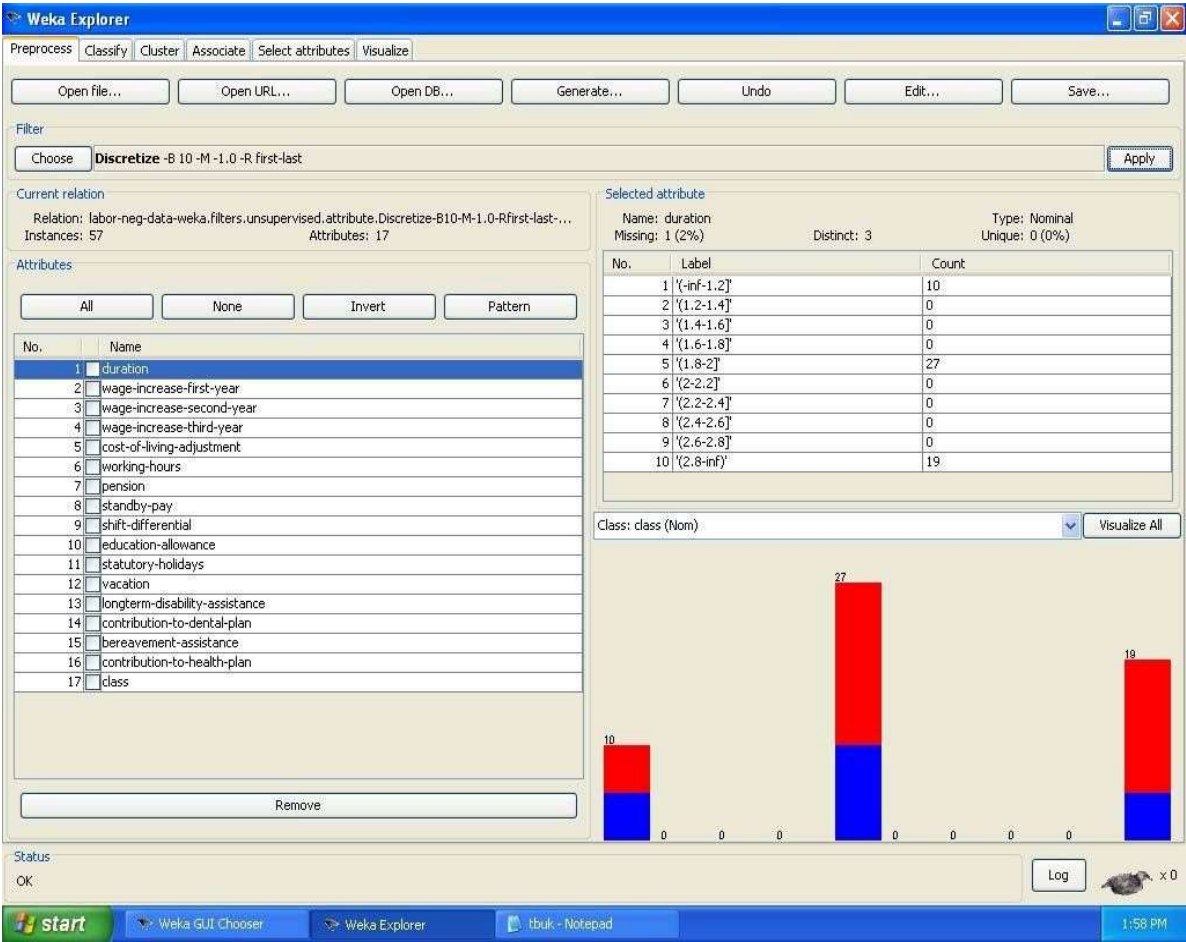 Weka Explorer
Preprocess Classify Cluster Associate Select attributes Visualize
Open file... Open URL... Open DB... Generate... Undo Edit... Save...
Filter
Choose Discretize -B 10 -M -1.0 -R first-last Apply
Current relation
Relation: labor-neg-data-weka.filters.unsupervised.attribute.Discretize-B10-M-1.0-Rfirst-last-...
Instances: 57 Attributes: 17
Attributes
All None Invert Pattern
No. Name
1 duration
2 wage-increase-first-year
3 wage-increase-second-year
4 wage-increase-third-year
5 cost-of-living-adjustment
6 working-hours
7 pension
8 standby-pay
9 shift-differential
10 education-allowance
11 statutory-holidays
12 vacation
13 longterm-disability-assistance
14 contribution-to-dental-plan
15 bereavement-assistance
16 contribution-to-health-plan
17 class
Remove
Selected attribute
Name: duration Type: Nominal
Missing: 1 (2%) Distinct: 3 Unique: 0 (0%)
No. Label Count
1 '(-inf-1.2]' 10
2 '(1.2-1.4]' 0
3 '(1.4-1.6]' 0
4 '(1.6-1.8]' 0
5 '(1.8-2]' 27
6 '(2-2.2]' 0
7 '(2.2-2.4]' 0
8 '(2.4-2.6]' 0
9 '(2.6-2.8]' 0
10 '(2.8-inf)' 19
Class: class (Nom) Visualize All
27
19
10
0 0 0 0 0 0 0
Status
OK Log x 0
start Weka GUI Chooser Weka Explorer tbuk - Notepad 1:58 PM